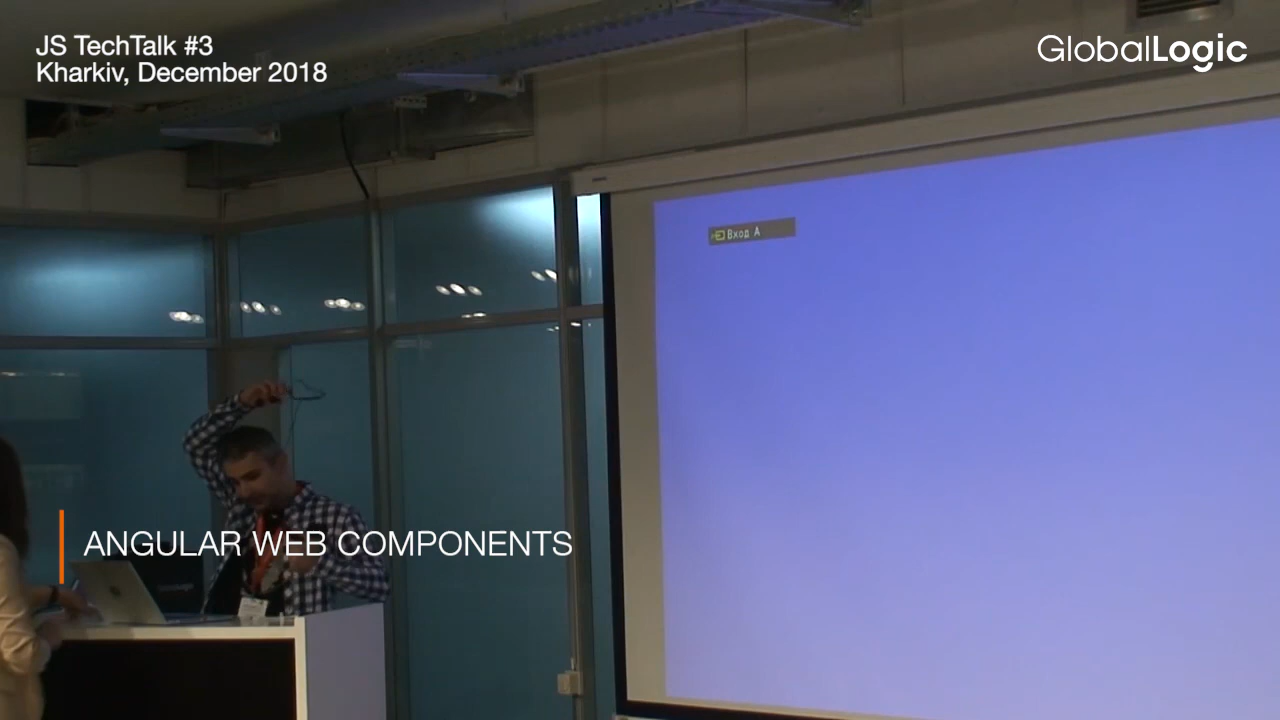 JS TechTalk #3
Kharkiv, December 2018
GlobalLogic
Вход A
ANGULAR WEB COMPONENTS